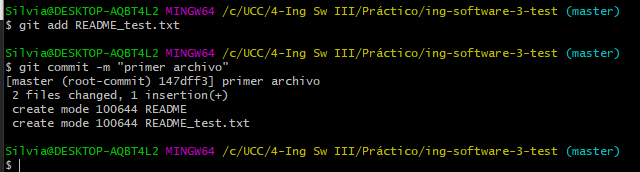 Silvia@DESKTOP-AQBT4L2 MINGW64 /c/UCC/4-Ing Sw III/Práctico/ing-software-3-test (master)
$ git add README_test.txt
Silvia@DESKTOP-AQBT4L2 MINGW64 /c/UCC/4-Ing Sw III/Práctico/ing-software-3-test (master)
$ git commit -m "primer archivo"
[master (root-commit) 147dff3] primer archivo
 2 files changed, 1 insertion(+)
 create mode 100644 README
 create mode 100644 README_test.txt
Silvia@DESKTOP-AQBT4L2 MINGW64 /c/UCC/4-Ing Sw III/Práctico/ing-software-3-test (master)
$